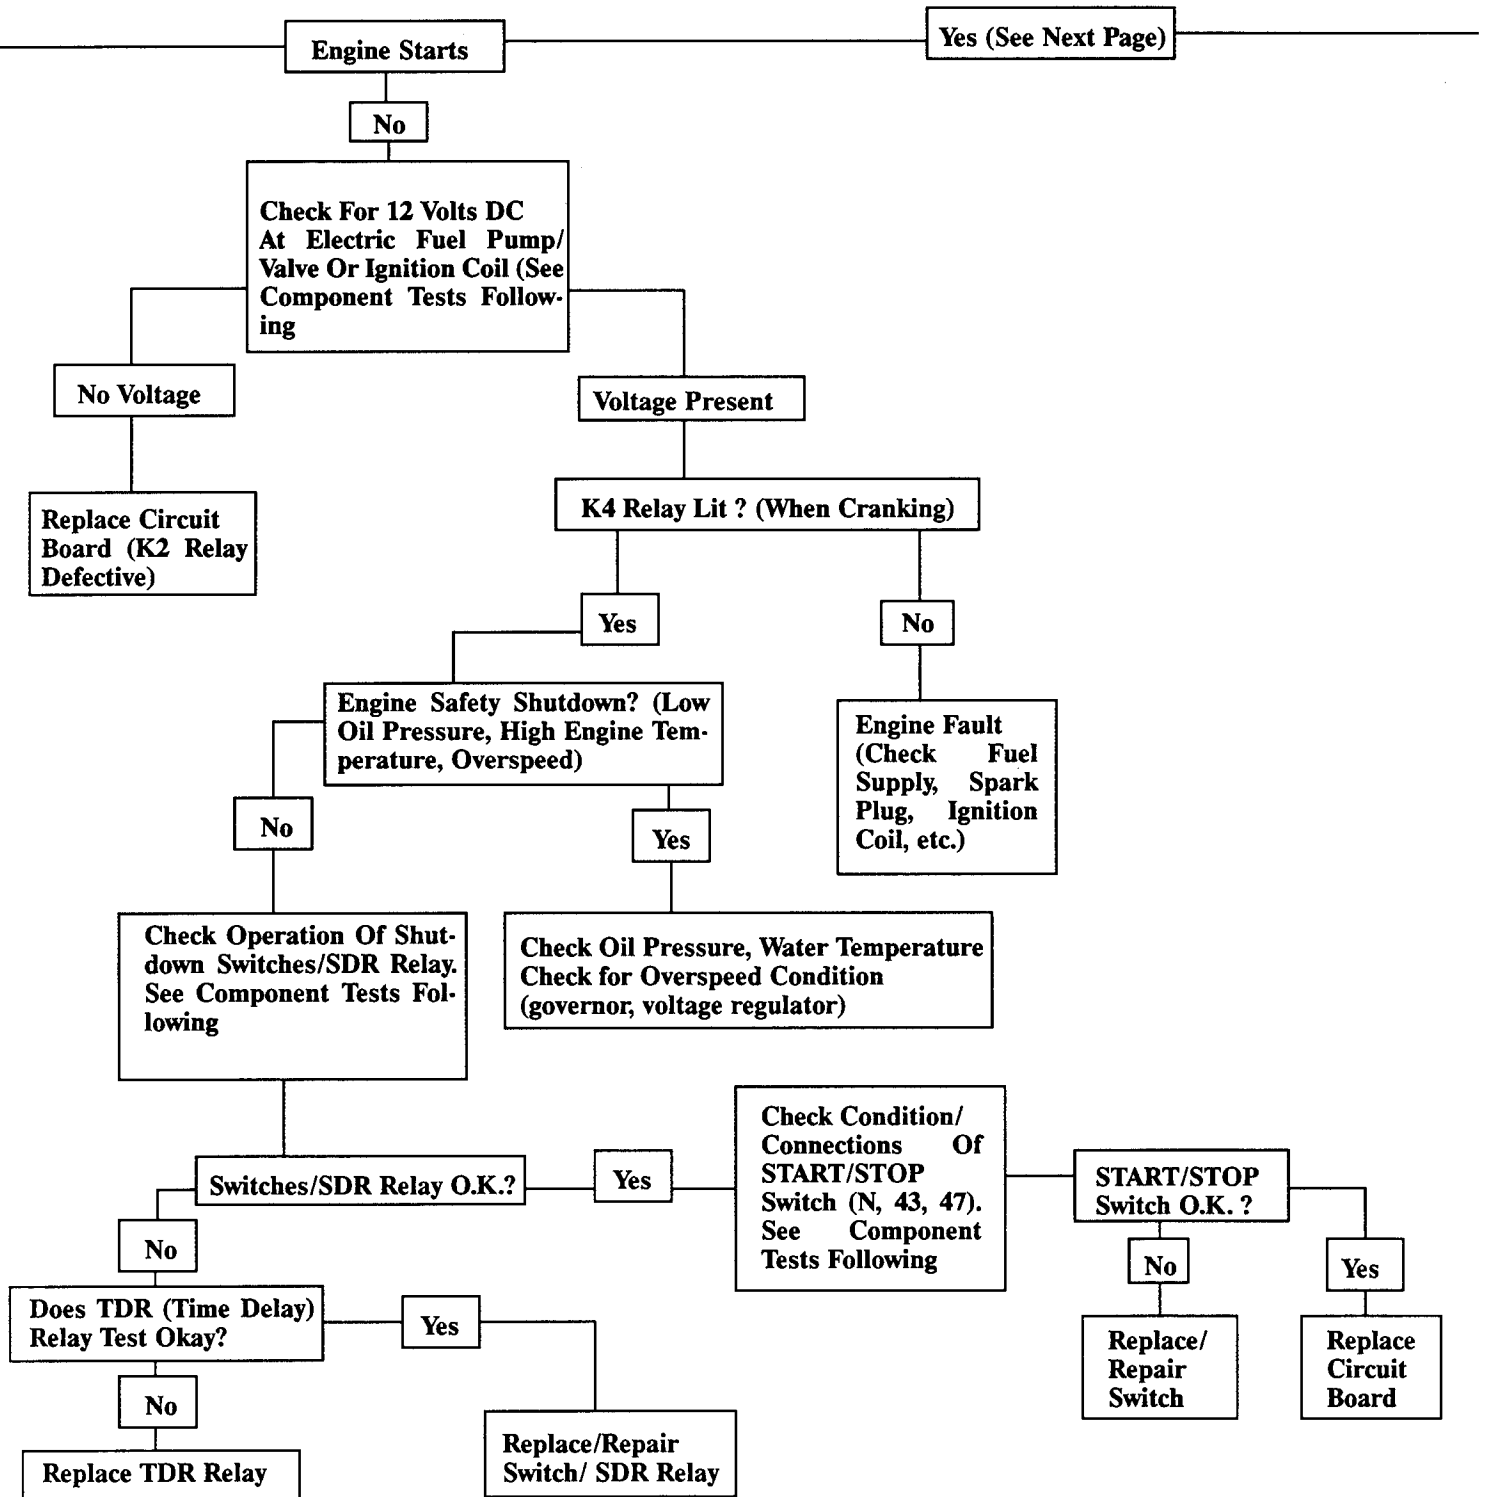 Engine Starts
Yes (See Next Page)
No
Check For 12 Volts DC
At Electric Fuel Pump/
Valve Or Ignition Coil (See
Component Tests Follow-
ing
No Voltage
Voltage Present
Replace Circuit
Board (K2 Relay
Defective)
K4 Relay Lit ? (When Cranking)
Yes
No
Engine Safety Shutdown? (Low
Oil Pressure, High Engine Tem-
perature, Overspeed)
Engine Fault
(Check Fuel
Supply, Spark
Plug, Ignition
Coil, etc.)
No
Yes
Check Operation Of Shut-
down Switches/SDR Relay.
See Component Tests Fol-
lowing
Check Oil Pressure, Water Temperature
Check for Overspeed Condition
(governor, voltage regulator)
Switches/SDR Relay O.K.?
Yes
Check Condition/
Connections Of
START/STOP
Switch (N, 43, 47).
See Component
Tests Following
START/STOP
Switch O.K. ?
No
No
Yes
Does TDR (Time Delay)
Relay Test Okay?
Yes
Replace/
Repair
Switch
Replace
Circuit
Board
No
Replace TDR Relay
Replace/Repair
Switch/ SDR Relay